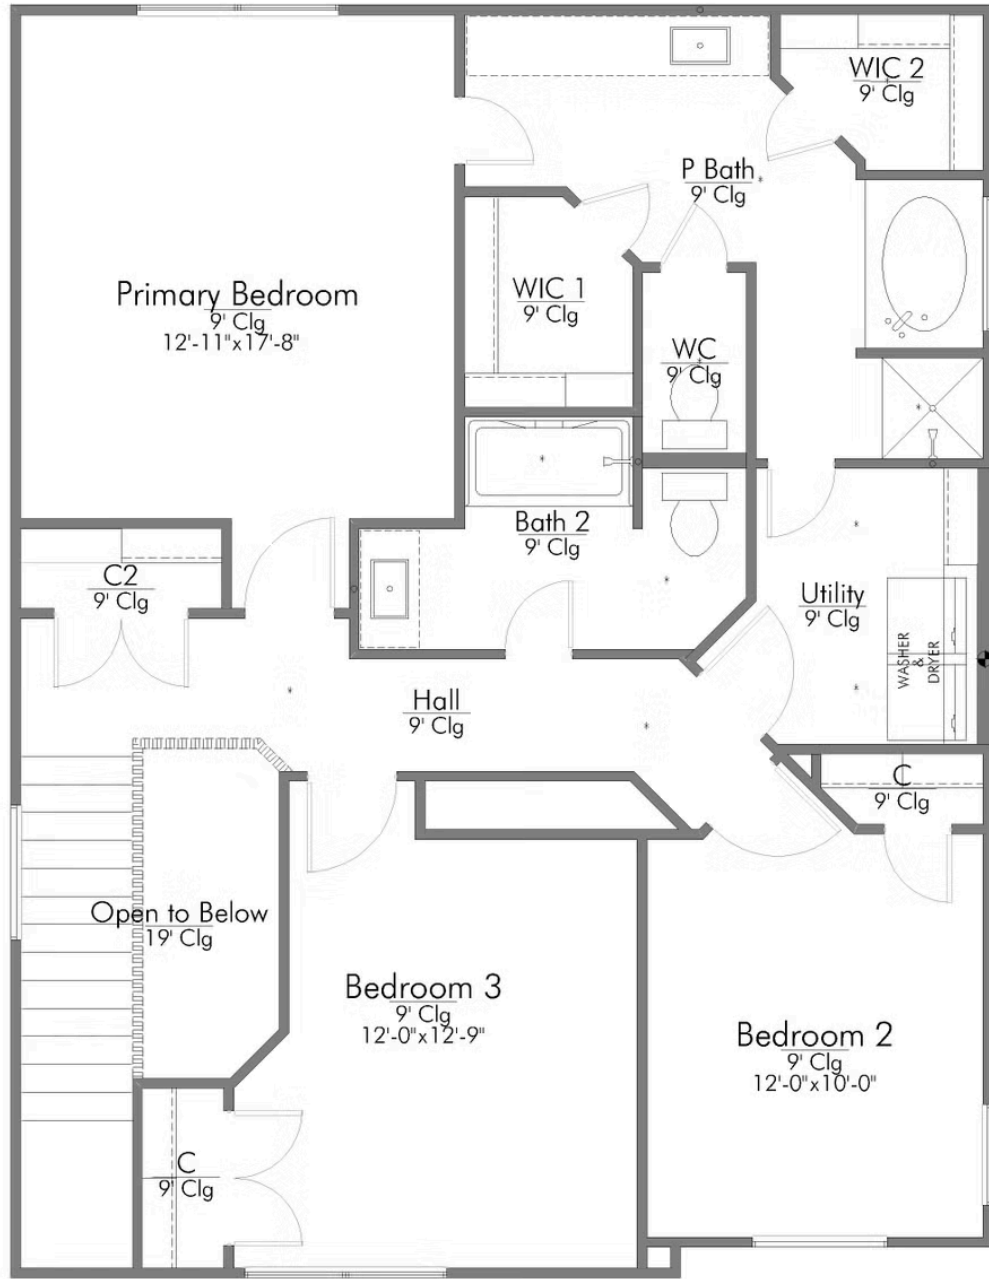 WIC 2
9' Clg
P Bath
9' Clg
Primary Bedroom
9' Clg
12'-11"x17'-8"
WIC 1
9' Clg
WC
9' Clg
Bath 2
9' Clg
C2
9' Clg
Utility
9' Clg
WASHER
&
DRYER
Hall
9' Clg
C
9' Clg
Open to Below
19' Clg
Bedroom 3
9' Clg
12'-0"x12'-9"
Bedroom 2
9' Clg
12'-0"x10'-0"
C
9' Clg